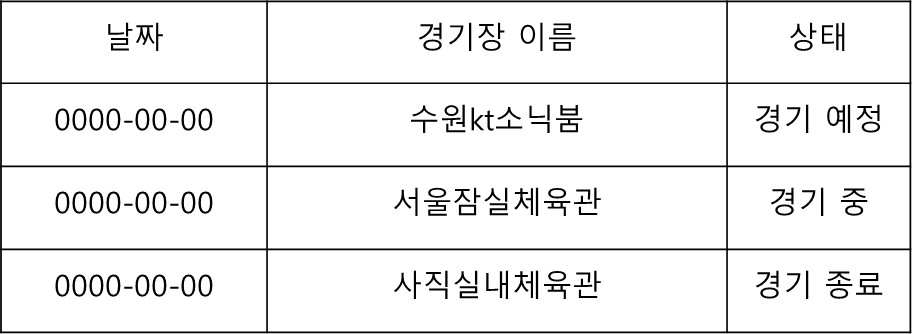 날짜 경기장 이름 상태
0000-00-00 수원kt소닉붐 경기 예정
0000-00-00 서울잠실체육관 경기 중
0000-00-00 사직실내체육관 경기 종료